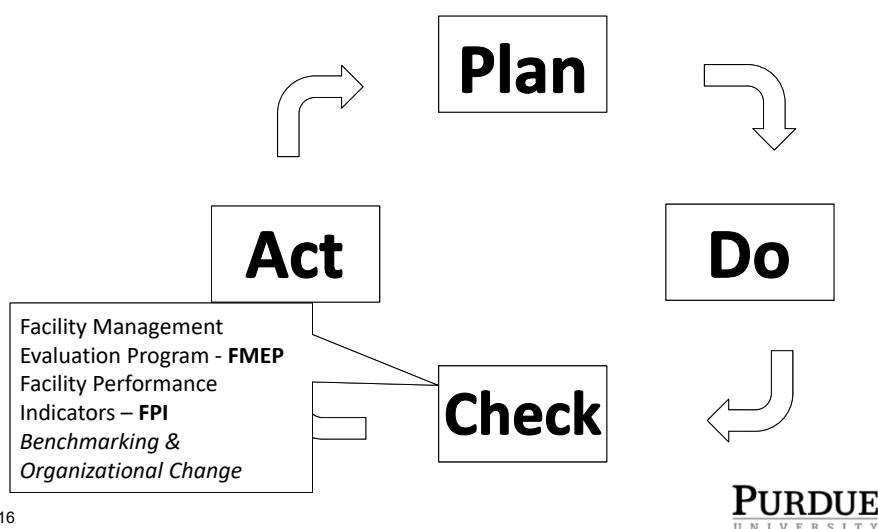 Plan
Act
Do
Facility Management
Evaluation Program - FMEP
Facility Performance
Indicators – FPI
Benchmarking &
Organizational Change
Check
16
PURDUE
UNIVERSITY